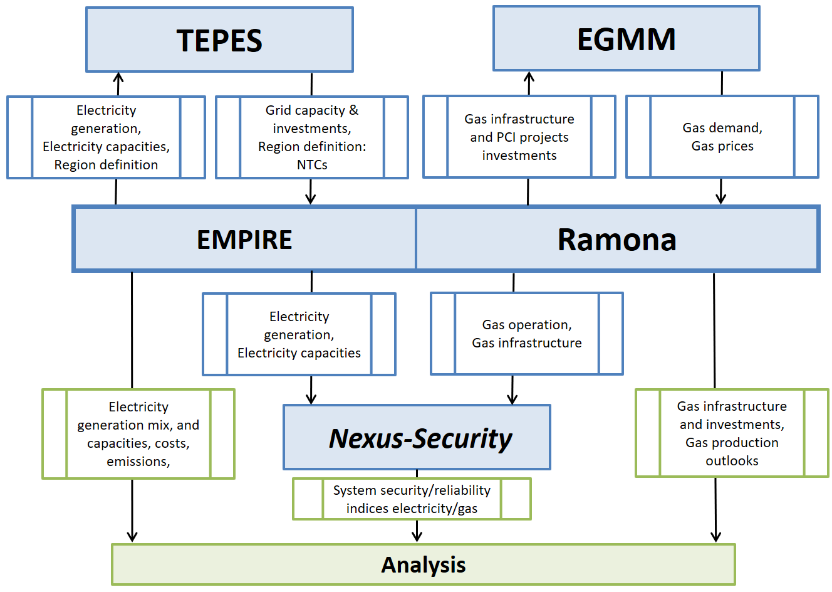 TEPES
EGMM
Electricity
generation,
Electricity capacities,
Region definition
Grid capacity &
investments,
Region definition:
NTCs
Gas infrastructure
and PCI projects
investments
Gas demand,
Gas prices
EMPIRE
Ramona
Electricity
generation,
Electricity capacities
Gas operation,
Gas infrastructure
Electricity
generation mix, and
capacities, costs,
emissions,
Nexus-Security
Gas infrastructure
and investments,
Gas production
outlooks
System security/reliability
indices electricity/gas
Analysis